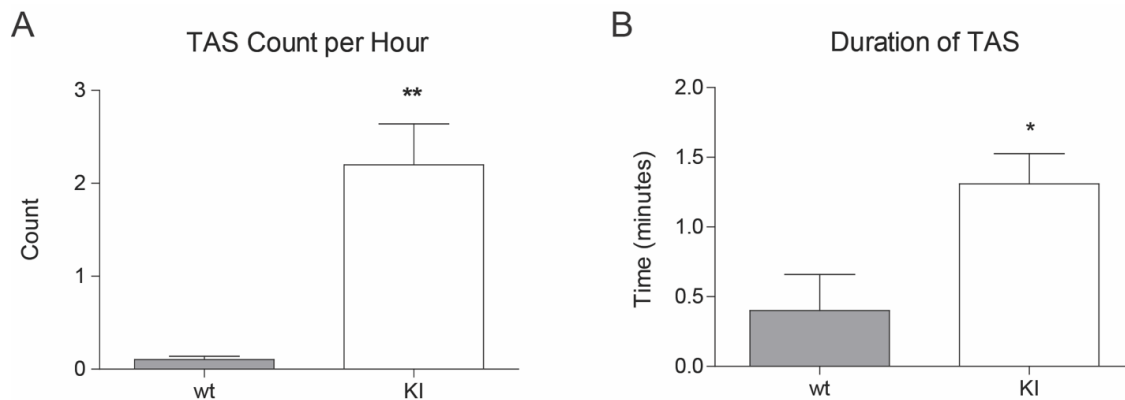 A
TAS Count per Hour
3
2
1
0
Count
**
wt
KI
B
Duration of TAS
2.0
1.5
1.0
0.5
0.0
Time (minutes)
*
wt
KI